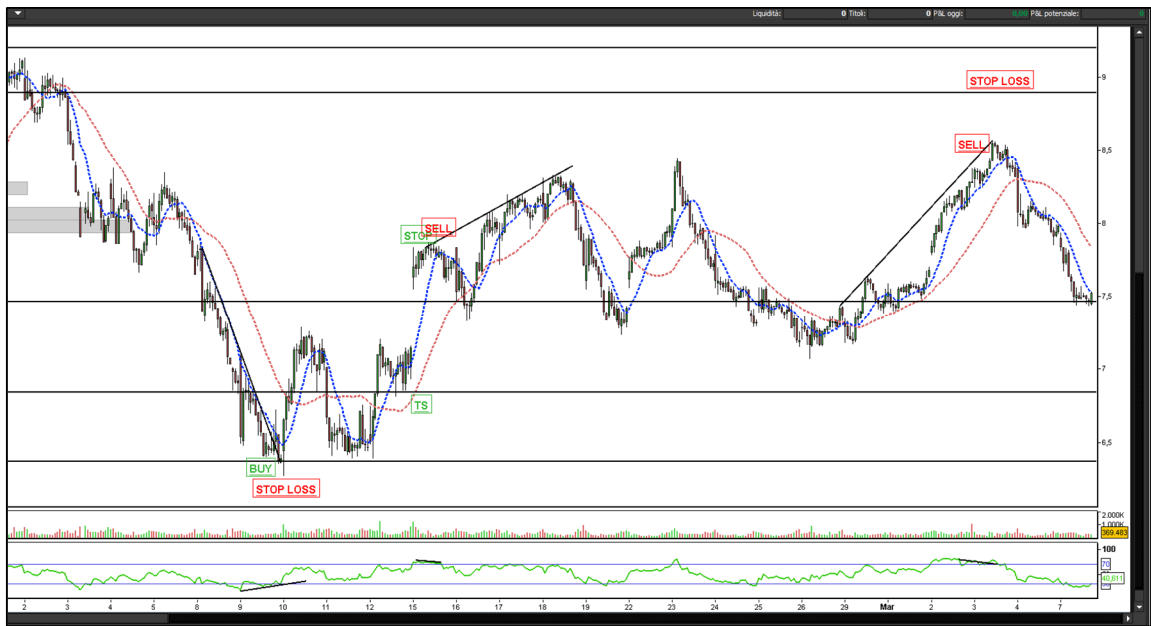 Liquidità: 0 Titoli: 0 P&L oggi: 0,00 P&L potenziale: 0
9
STOP LOSS
8,5
SELL
8
STOP
SELL
7,5
7
TS
6,5
BUY
STOP LOSS
2.000K
1.000K
369.483
100
70
40,611
2 3 4 5 8 9 10 11 12 15 16 17 18 19 22 23 24 25 26 29 Mar 2 3 4 7